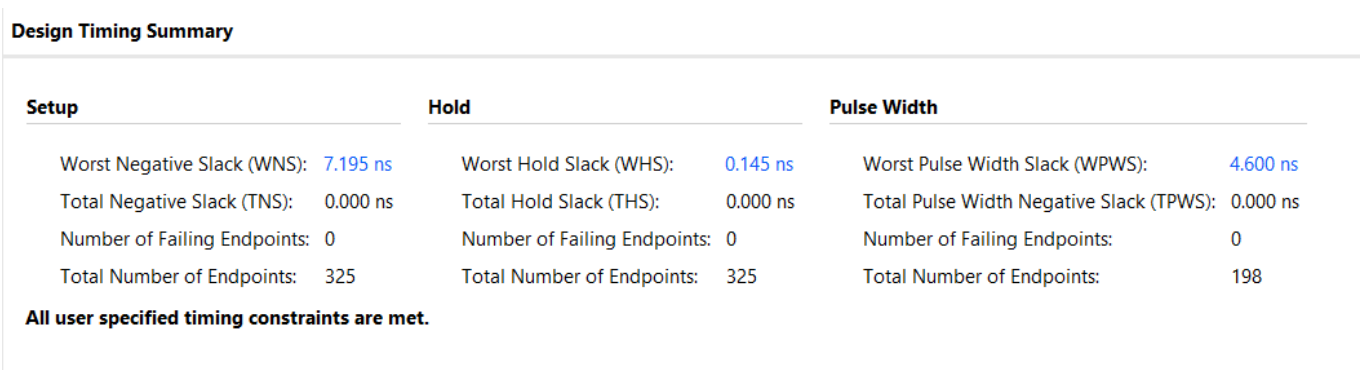 Design Timing Summary
Setup
Hold
Pulse Width
Worst Negative Slack (WNS): 7.195 ns
Worst Hold Slack (WHS): 0.145 ns
Worst Pulse Width Slack (WPWS): 4.600 ns
Total Negative Slack (TNS): 0.000 ns
Total Hold Slack (THS): 0.000 ns
Total Pulse Width Negative Slack (TPWS): 0.000 ns
Number of Failing Endpoints: 0
Number of Failing Endpoints: 0
Number of Failing Endpoints: 0
Total Number of Endpoints: 325
Total Number of Endpoints: 325
Total Number of Endpoints: 198
All user specified timing constraints are met.